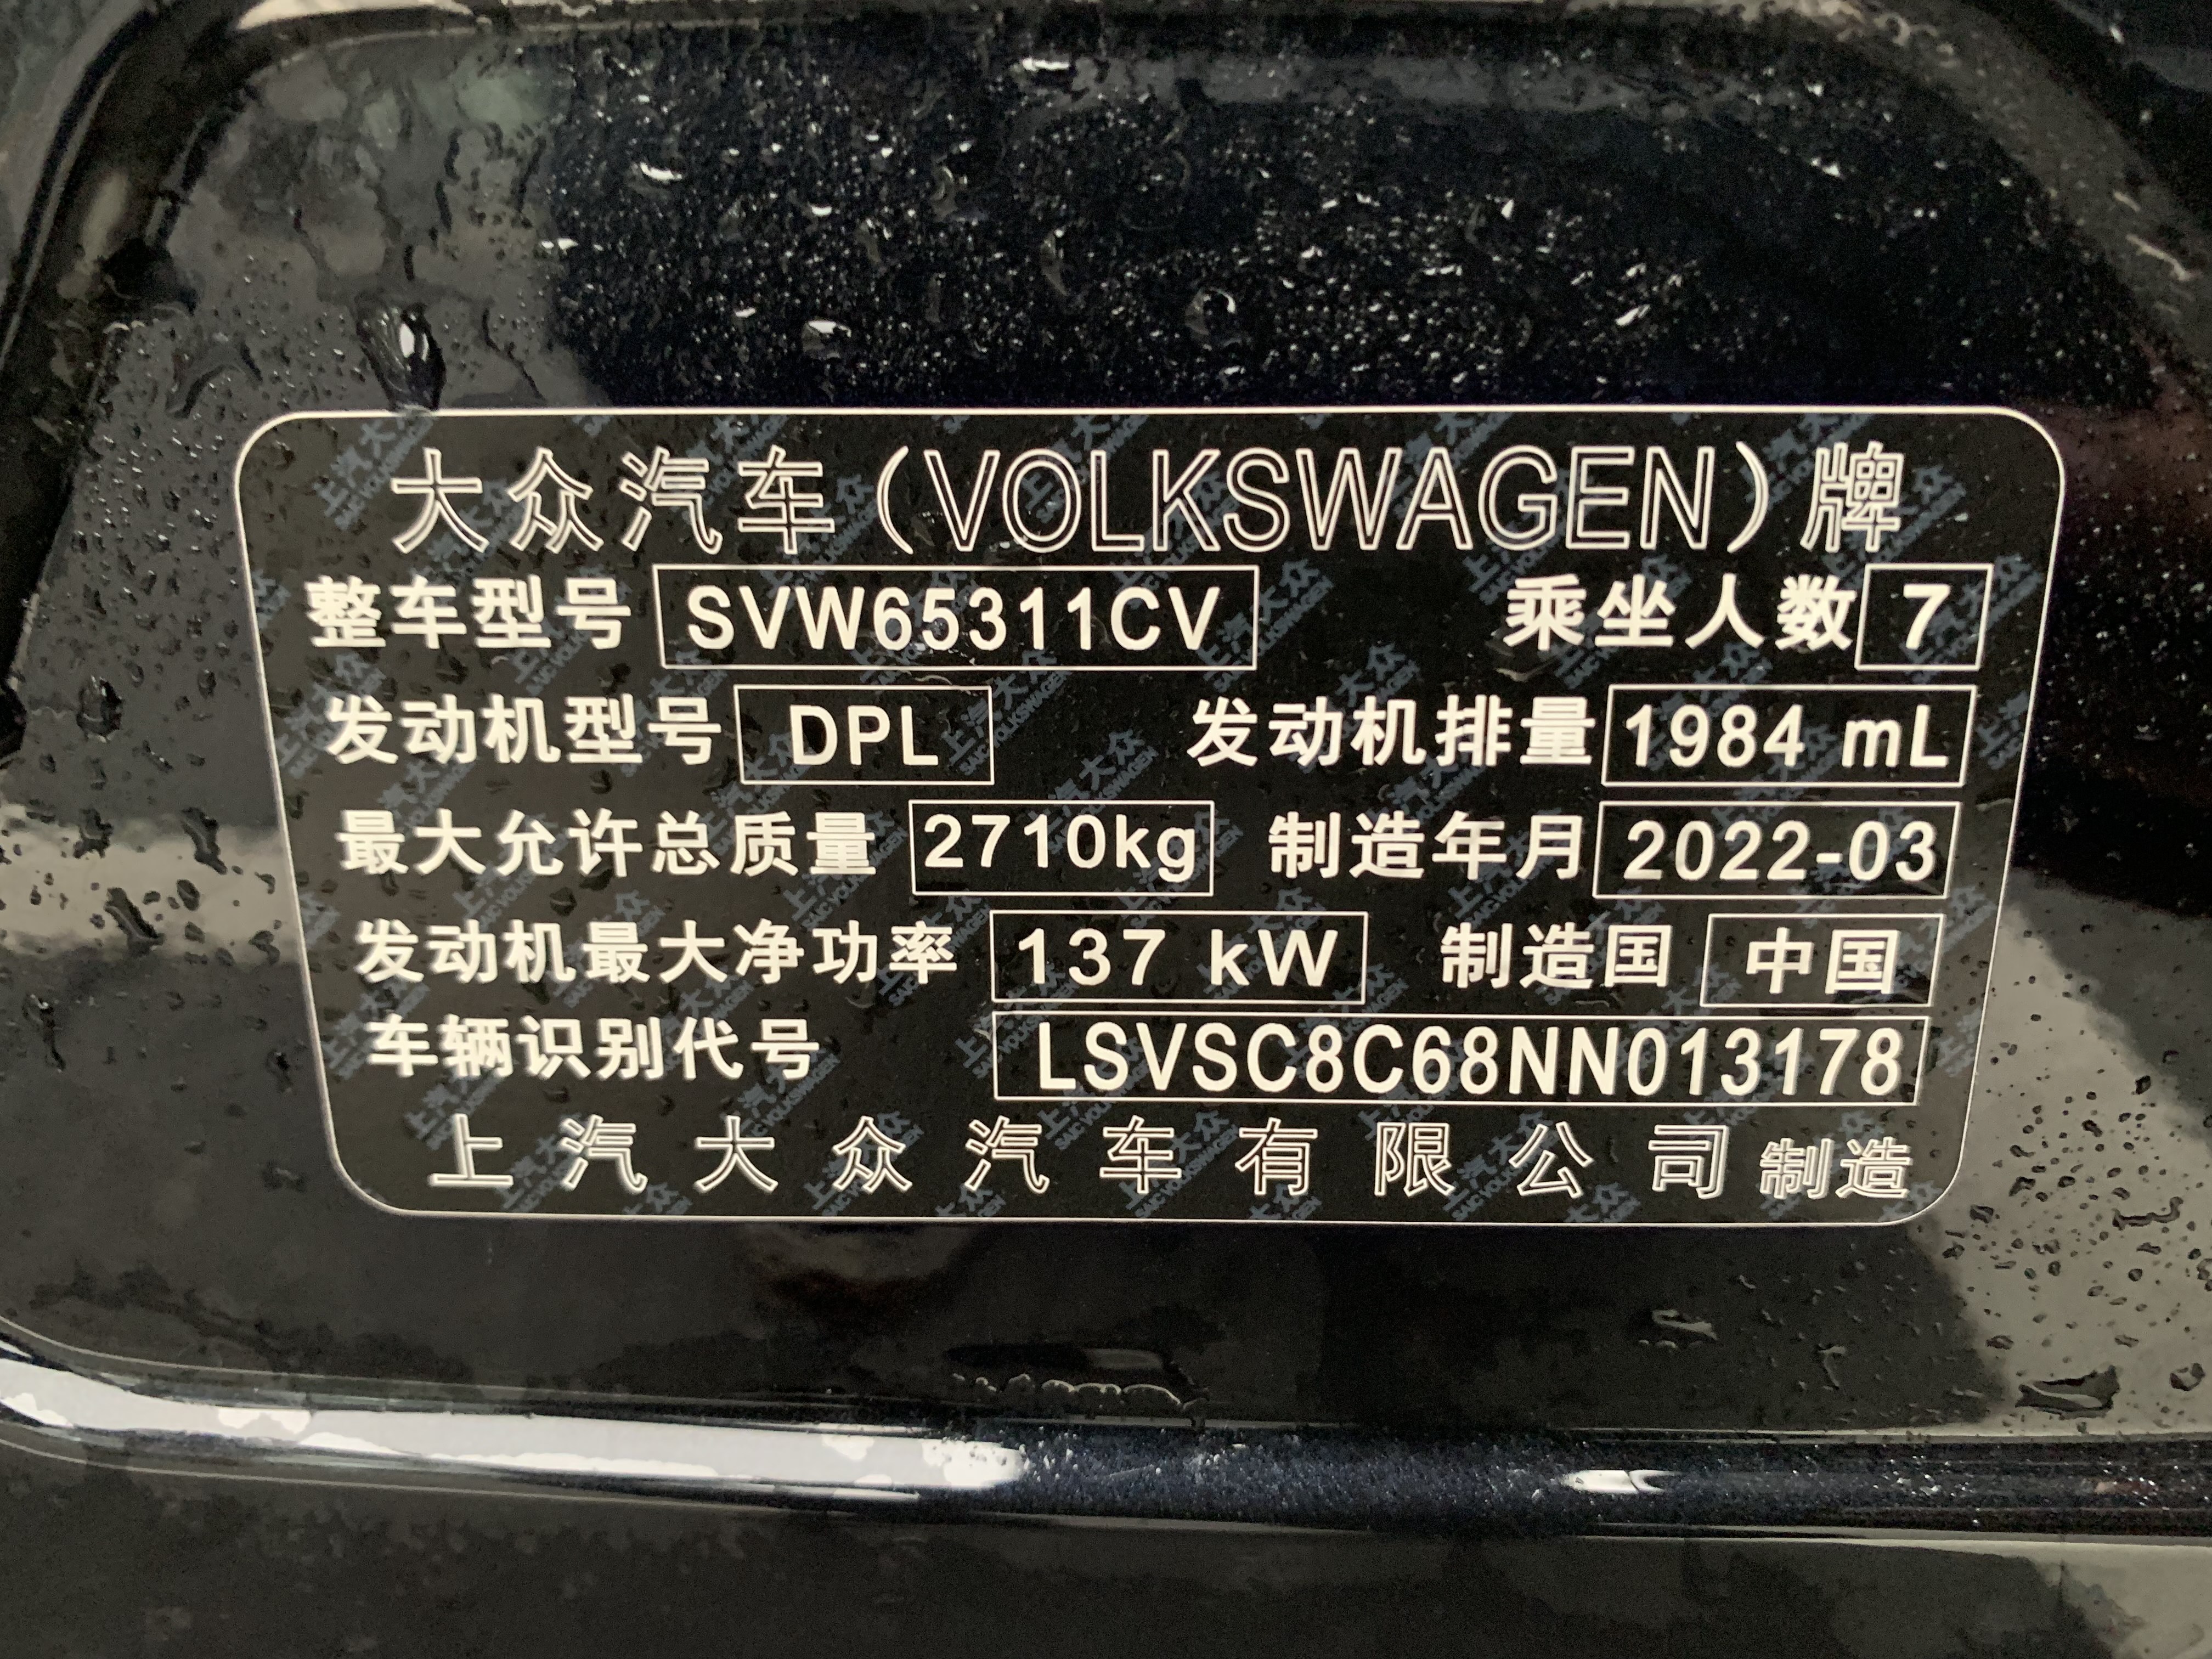 大众汽车(VOLKSWAGEN)牌
整车型号 SVW65311CV 乘坐人数 7
发动机型号 DPL 发动机排量 1984 mL
最大允许总质量 2710kg 制造年月 2022-03
发动机最大净功率 137 kW 制造国 中国
车辆识别代号 LSVSC8C68NN013178
上汽大众汽车有限公司 制造